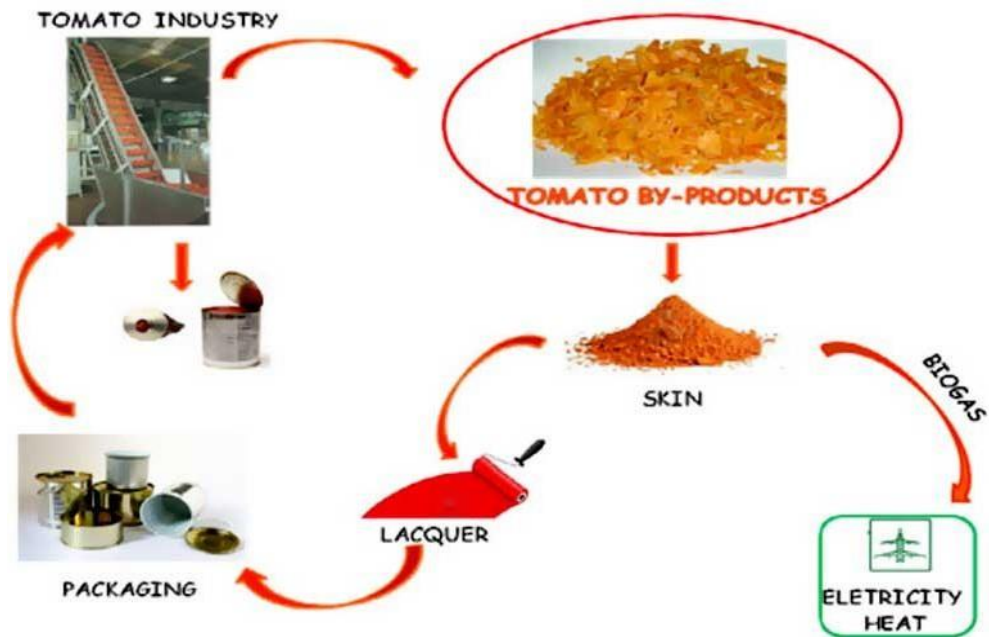 TOMATO INDUSTRY
TOMATO BY-PRODUCTS
SKIN
BIOGAS
LACQUER
PACKAGING
ELETRICITY
HEAT